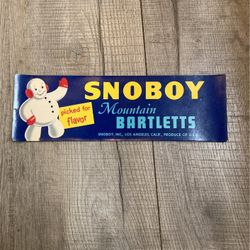 SNOBOY
picked for
flavor
Mountain
BARTLETTS
SNOBOY, INC., LOS ANGELES, CALIF., PRODUCE OF U.S.A.